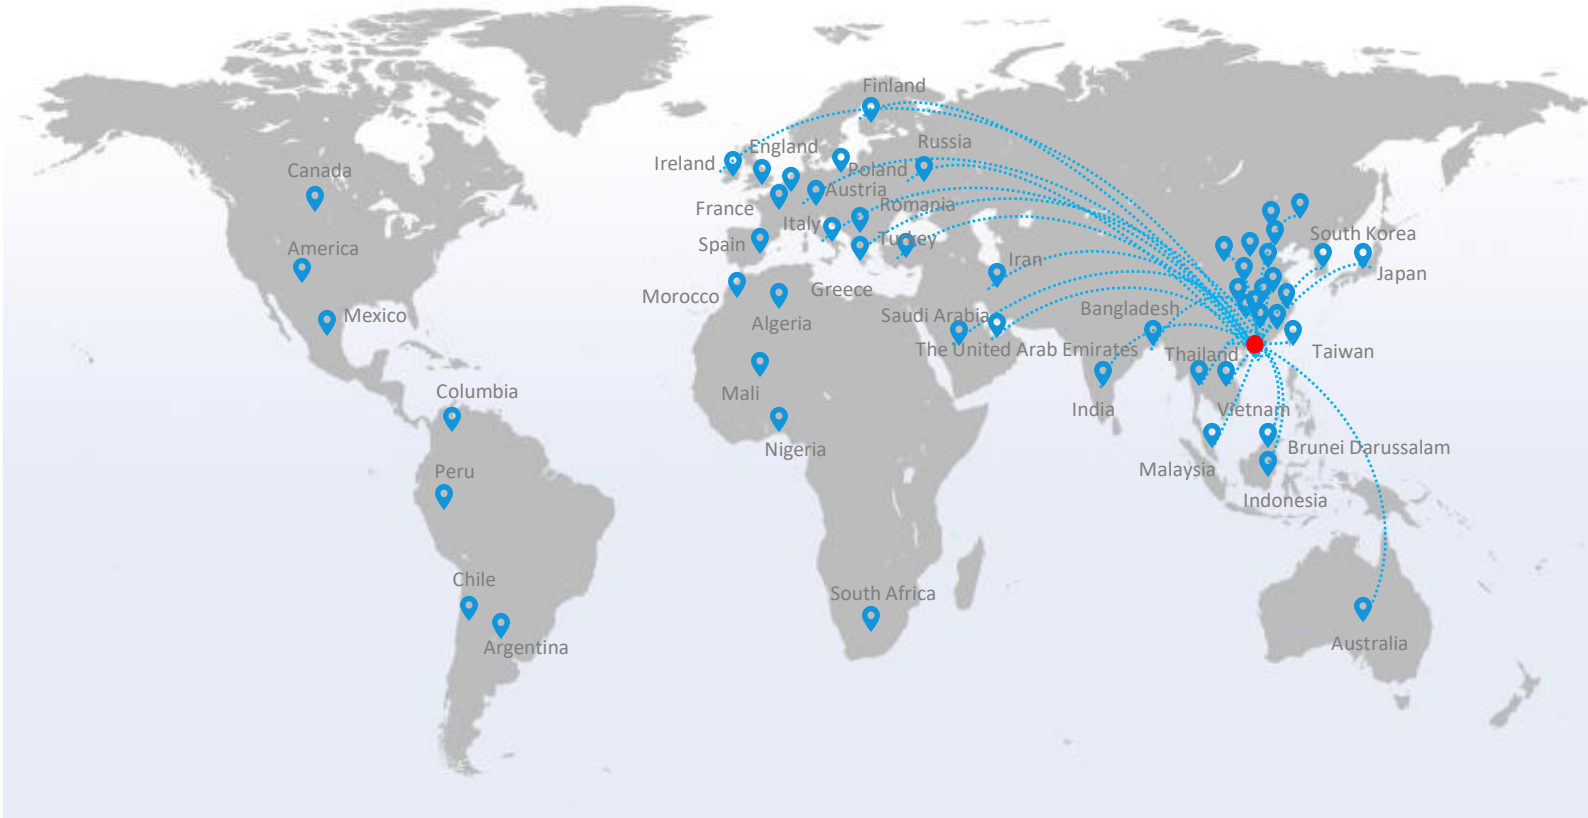 Finland
England
Russia
Ireland
Poland
Canada
Austria
France
Romania
Italy
South Korea
Spain
Turkey
America
Iran
Japan
Morocco
Greece
Mexico
Algeria
Saudi Arabia
Bangladesh
The United Arab Emirates
Thailand
Taiwan
Columbia
Mali
India
Vietnam
Nigeria
Brunei Darussalam
Peru
Malaysia
Indonesia
Chile
South Africa
Argentina
Australia